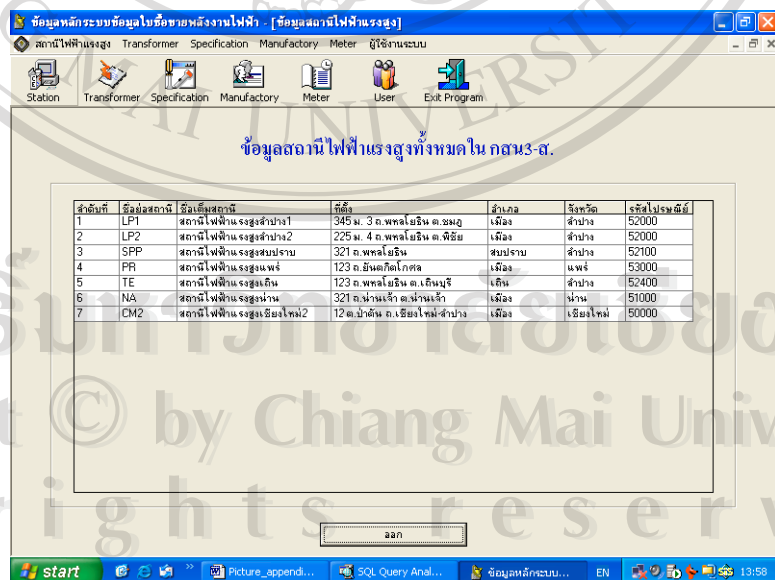 ข้อมูลหลักระบบข้อมูลใบซื้อขายพลังงานไฟฟ้า - [ข้อมูลสถานีไฟฟ้าแรงสูง]
สถานีไฟฟ้าแรงสูง Transformer Specification Manufactory Meter ผู้ใช้งานระบบ
Station Transformer Specification Manufactory Meter User Exit Program
ข้อมูลสถานีไฟฟ้าแรงสูงทั้งหมดใน กสน3-ส.
ลำดับที่ ชื่อย่อสถานี ชื่อเต็มสถานี ที่ตั้ง อำเภอ จังหวัด รหัสไปรษณีย์
1 LP1 สถานีไฟฟ้าแรงสูงลำปาง1 345 ม. 3 ถ.พหลโยธิน ต.ชมภู เมือง ลำปาง 52000
2 LP2 สถานีไฟฟ้าแรงสูงลำปาง2 225 ม. 4 ถ.พหลโยธิน ต.พิชัย เมือง ลำปาง 52000
3 SPP สถานีไฟฟ้าแรงสูงสบปราบ 321 ถ.พหลโยธิน สบปราบ ลำปาง 52100
4 PR สถานีไฟฟ้าแรงสูงแพร่ 123 ถ.ยันตกิตโกศล เมือง แพร่ 53000
5 TE สถานีไฟฟ้าแรงสูงเถิน 123 ถ.พหลโยธิน ต.เถินบุรี เถิน ลำปาง 52400
6 NA สถานีไฟฟ้าแรงสูงน่าน 321 ถ.น่านเจ้า ต.น่านเจ้า เมือง น่าน 51000
7 CM2 สถานีไฟฟ้าแรงสูงเชียงใหม่2 12 ต.ป่าตัน ถ.เชียงใหม่-ลำปาง เมือง เชียงใหม่ 50000
by Chiang Mai Univ
rights reserv
ออก
start Picture_appendi... SQL Query Anal... ข้อมูลหลักระบบ... EN 13:58